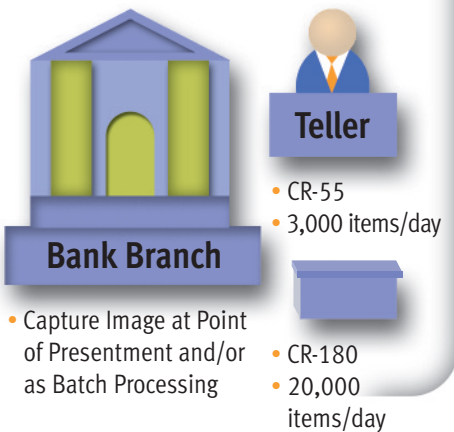 Bank Branch
• Capture Image at Point
of Presentment and/or
as Batch Processing
Teller
• CR-55
• 3,000 items/day
• CR-180
• 20,000
items/day